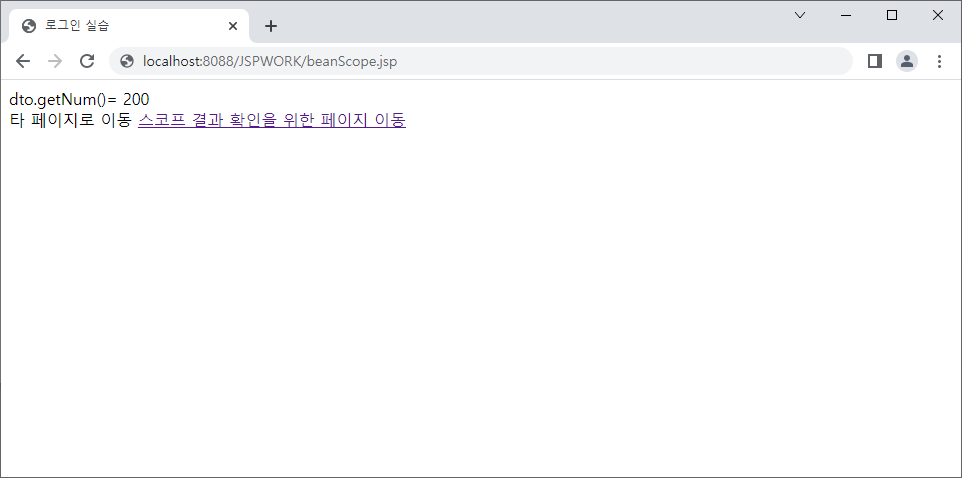 로그인 실습
localhost:8088/JSPWORK/beanScope.jsp
dto.getNum()= 200
타 페이지로 이동 스코프 결과 확인을 위한 페이지 이동